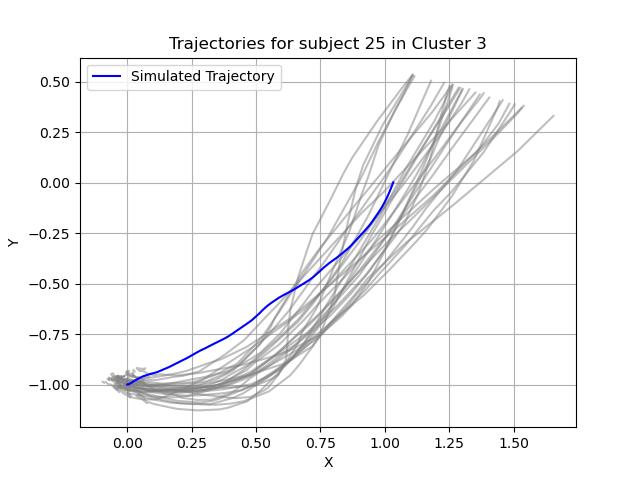 Trajectories for subject 25 in Cluster 3
Simulated Trajectory
0.50
0.25
0.00
−0.25
−0.50
−0.75
−1.00
Y
0.00 0.25 0.50 0.75 1.00 1.25 1.50
X